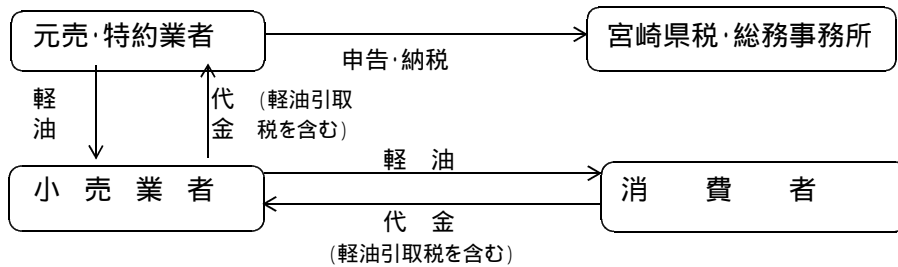 元売・特約業者
宮崎県税・総務事務所
申告・納税
軽油
代金
(軽油引取
税を含む)
軽 油
小 売 業 者
消 費 者
代 金
(軽油引取税を含む)